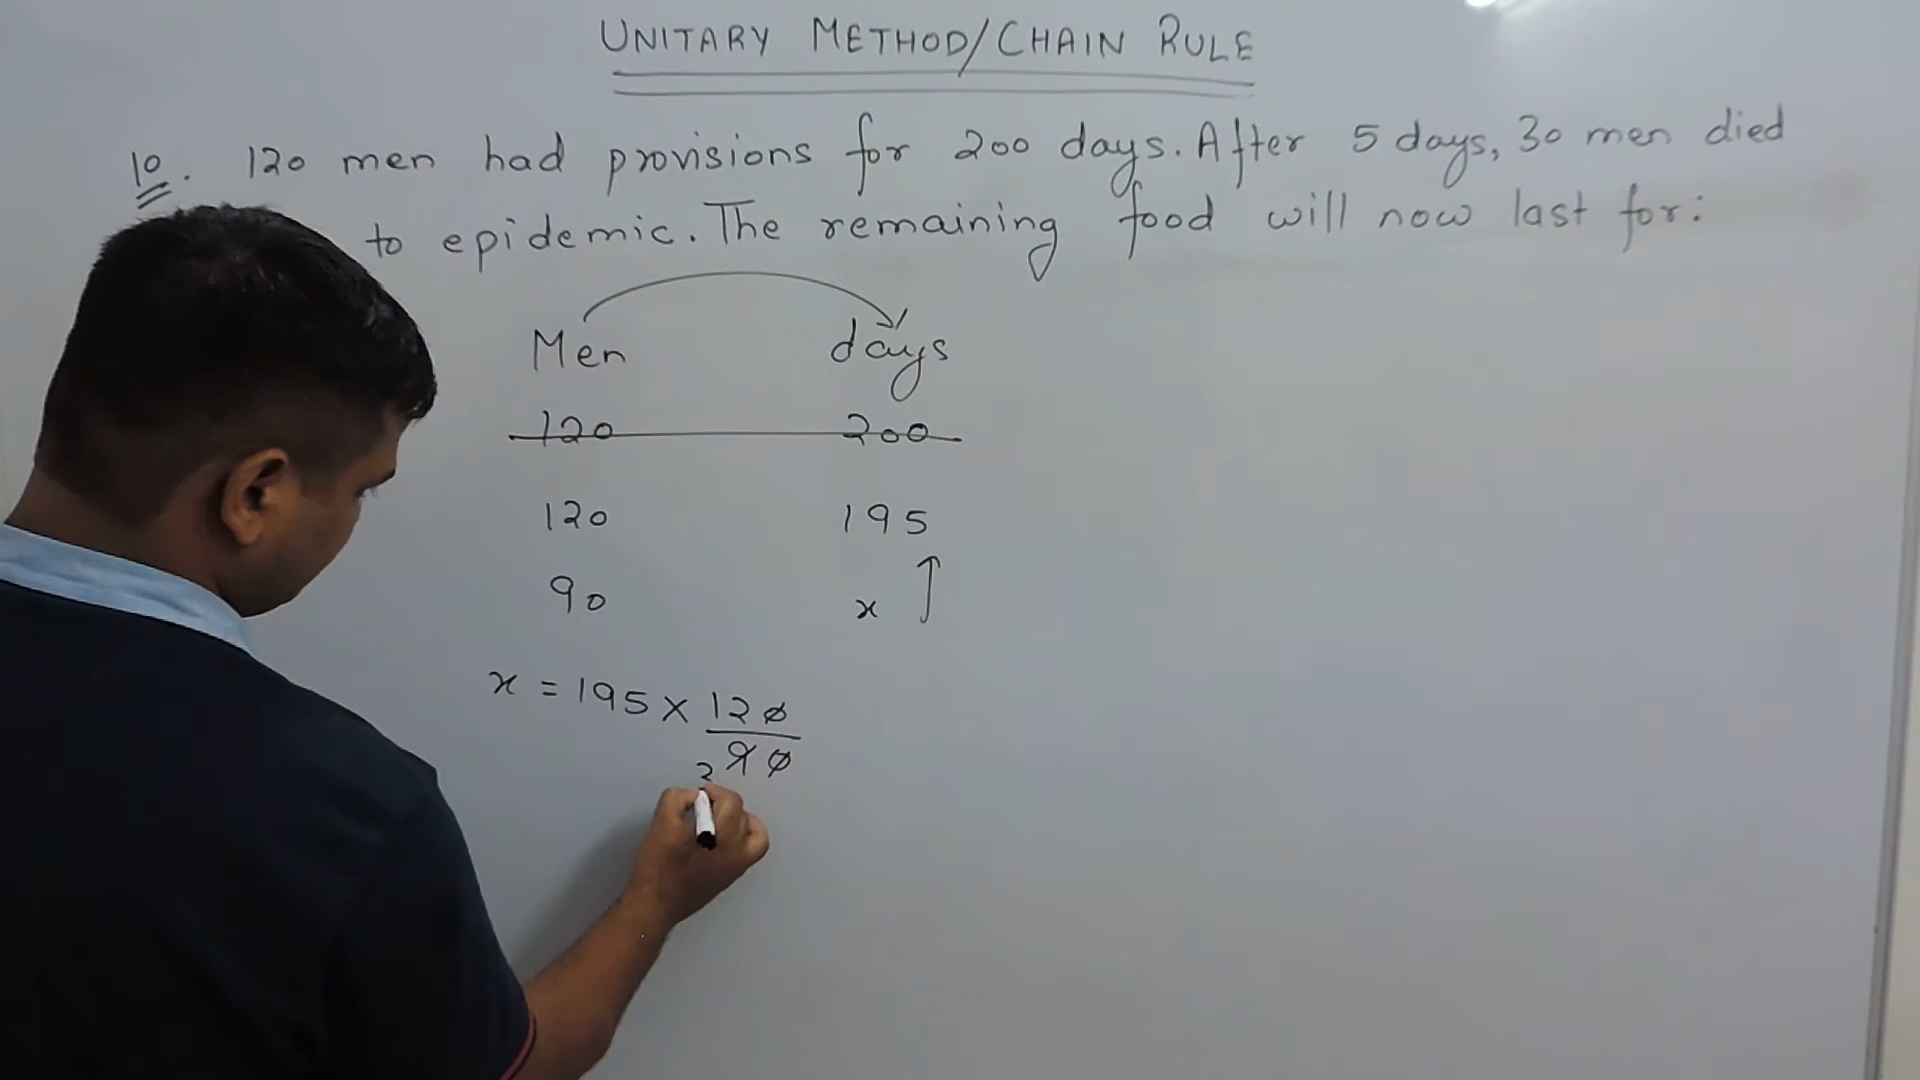 UNITARY METHOD/CHAIN RULE
10. 120 men had provisions for 200 days. After 5 days, 30 men died
to epidemic. The remaining food will now last for:
Men days
120 200
120 195
90 x
x = 195 × 120
90
3